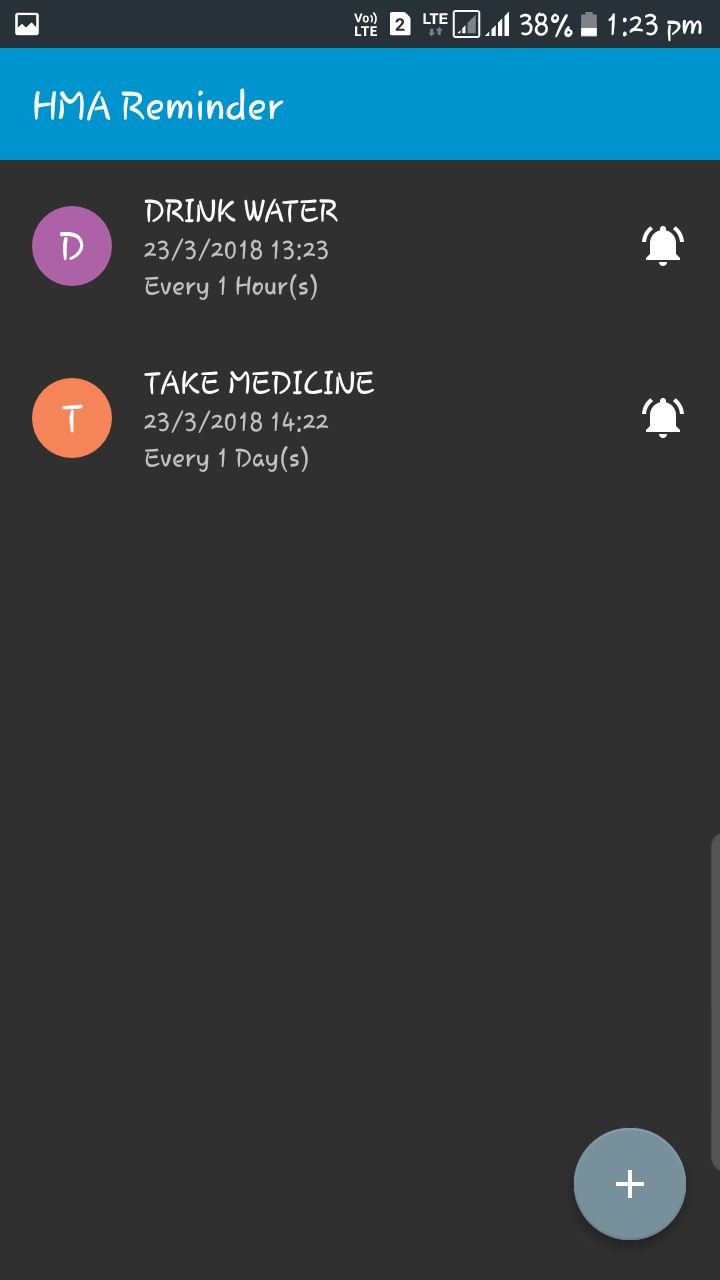 Vo)) LTE 2 LTE 38% 1:23 pm
HMA Reminder
D
DRINK WATER
23/3/2018 13:23
Every 1 Hour(s)
T
TAKE MEDICINE
23/3/2018 14:22
Every 1 Day(s)
+